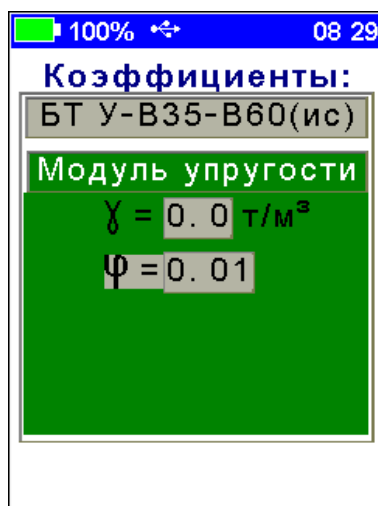 100% 08 29
Коэффициенты:
БТ У-В35-В60(ис)
Модуль упругости
γ = 0. 0 т/м³
φ = 0. 01